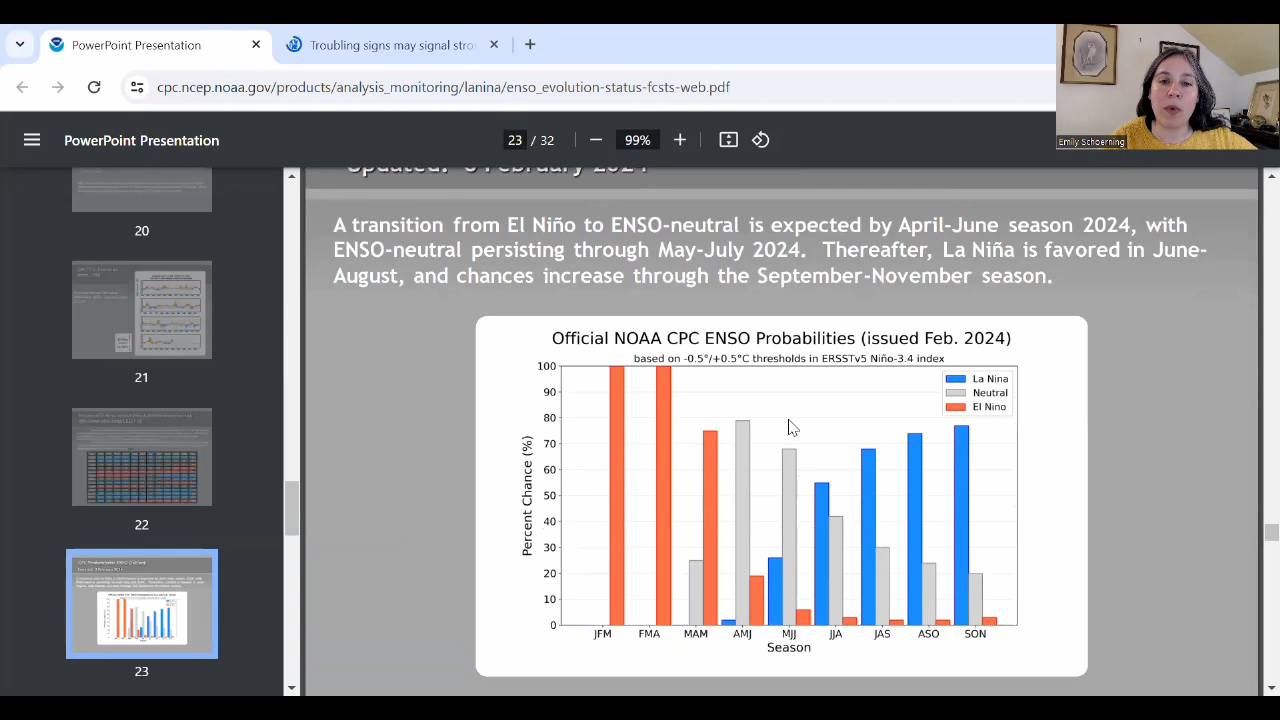 PowerPoint Presentation
Troubling signs may signal stro
cpc.ncep.noaa.gov/products/analysis_monitoring/lanina/enso_evolution-status-fcsts-web.pdf
PowerPoint Presentation
23 / 32
99%
Emily Schoerning
20
21
22
23
A transition from El Niño to ENSO-neutral is expected by April-June season 2024, with
ENSO-neutral persisting through May-July 2024. Thereafter, La Niña is favored in June-
August, and chances increase through the September-November season.
Official NOAA CPC ENSO Probabilities (issued Feb. 2024)
based on -0.5°/+0.5°C thresholds in ERSSTv5 Niño-3.4 index
La Nina
Neutral
El Nino
Percent Chance (%)
100
90
80
70
60
50
40
30
20
10
0
JFM FMA MAM AMJ MJJ JJA JAS ASO SON
Season